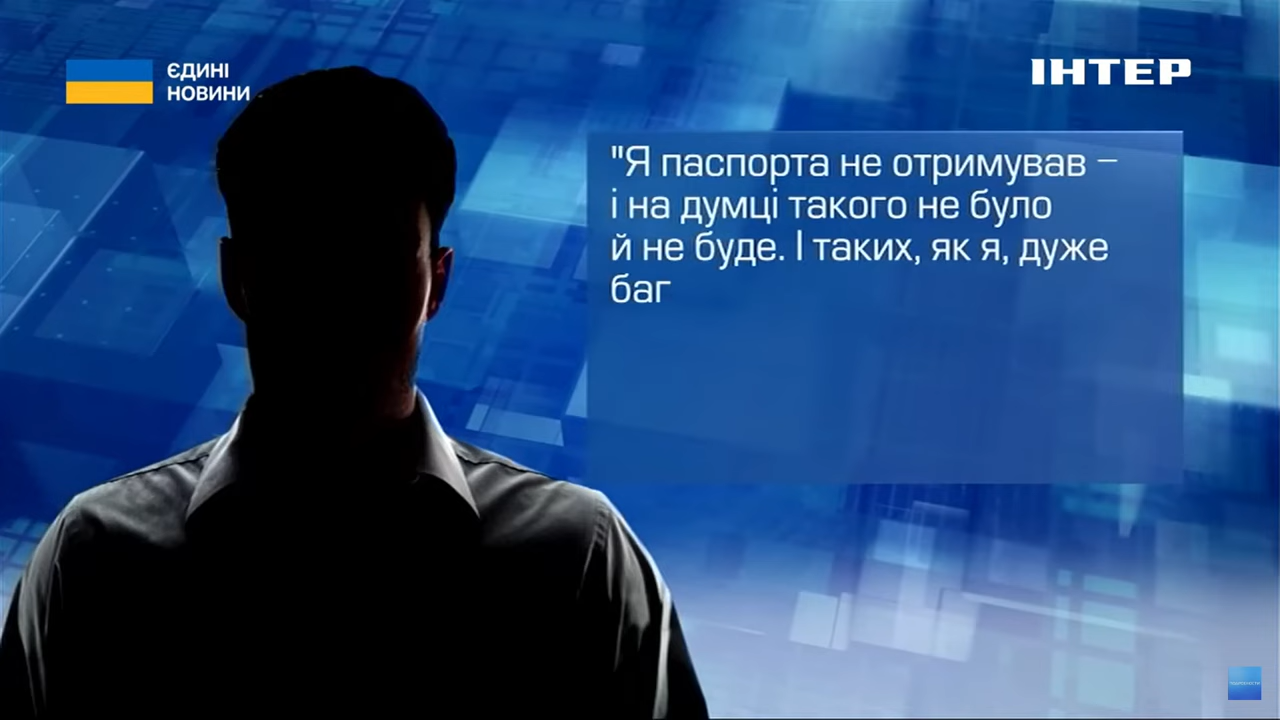 ЄДИНІ
НОВИНИ
ІНТЕР
"Я паспорта не отримував –
і на думці такого не було
й не буде. І таких, як я, дуже
баг